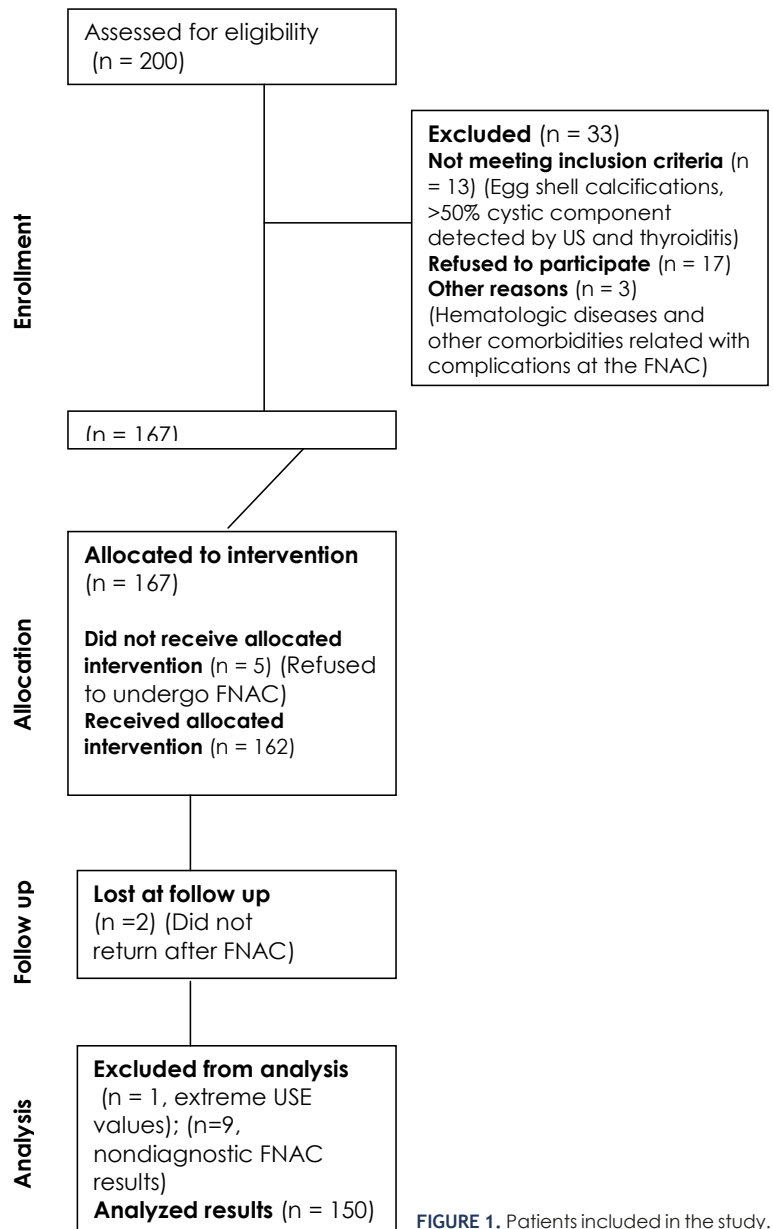 Assessed for eligibility
(n = 200)
Enrollment
Excluded (n = 33)
Not meeting inclusion criteria (n
= 13) (Egg shell calcifications,
>50% cystic component
detected by US and thyroiditis)
Refused to participate (n = 17)
Other reasons (n = 3)
(Hematologic diseases and
other comorbidities related with
complications at the FNAC)
(n = 167)
Allocation
Allocated to intervention
(n = 167)
Did not receive allocated
intervention (n = 5) (Refused
to undergo FNAC)
Received allocated
intervention (n = 162)
Follow up
Lost at follow up
(n =2) (Did not
return after FNAC)
Analysis
Excluded from analysis
(n = 1, extreme USE
values); (n=9,
nondiagnostic FNAC
results)
Analyzed results (n = 150)
FIGURE 1. Patients included in the study.